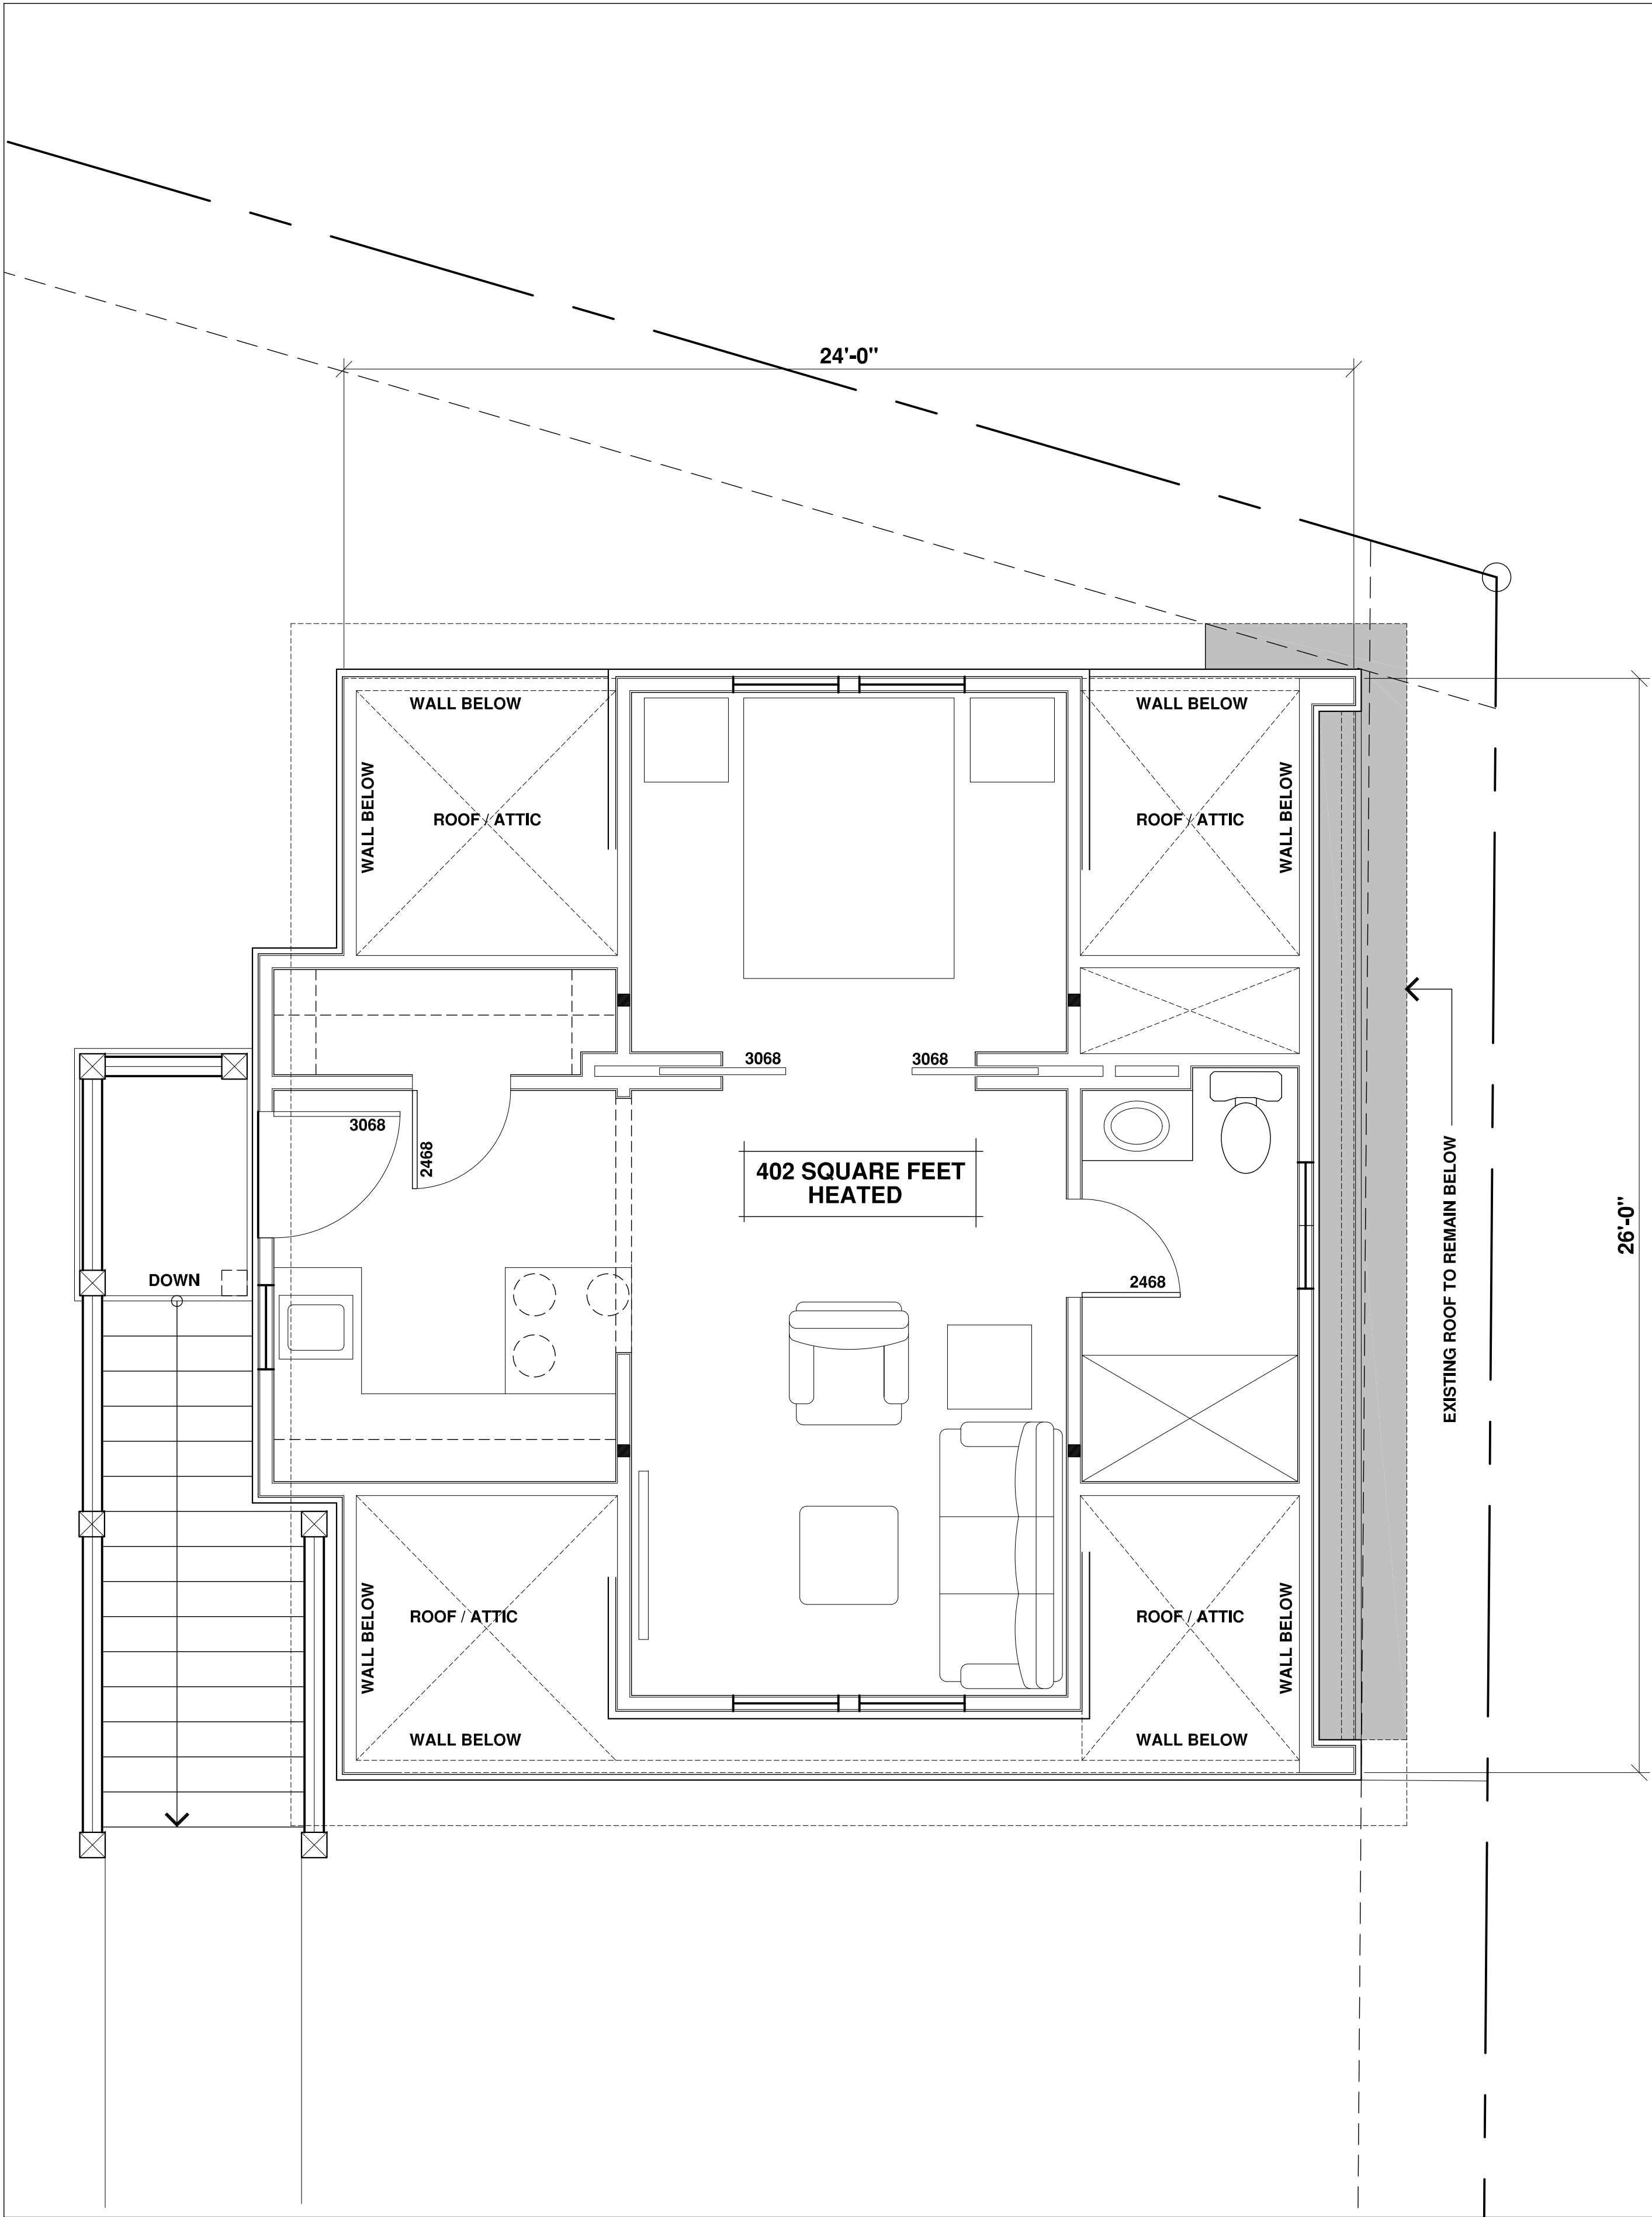 24'-0"
WALL BELOW
WALL BELOW
WALL BELOW
WALL BELOW
ROOF / ATTIC
ROOF / ATTIC
3068
3068
3068
2468
402 SQUARE FEET
HEATED
EXISTING ROOF TO REMAIN BELOW
26'-0"
DOWN
2468
WALL BELOW
WALL BELOW
ROOF / ATTIC
ROOF / ATTIC
WALL BELOW
WALL BELOW